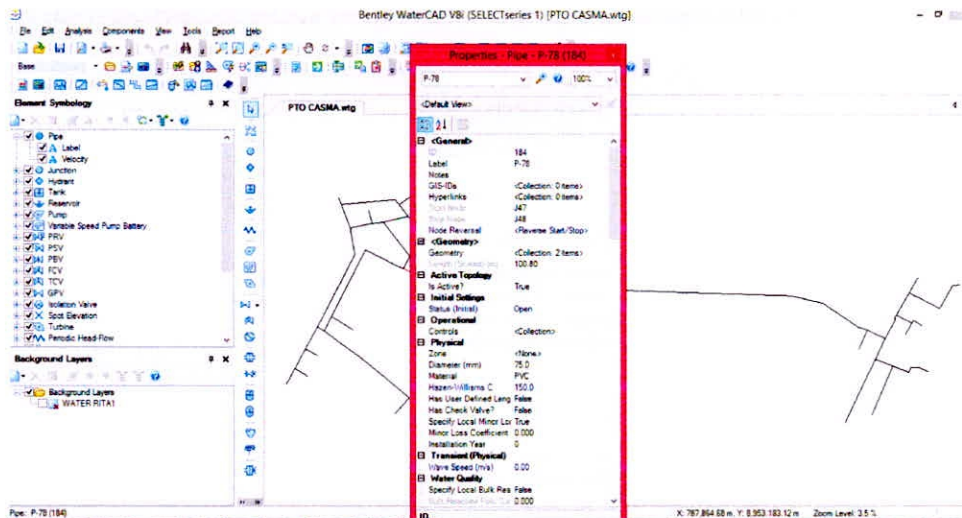 Bentley WaterCAD V8i (SELECTseries 1) [PTO CASMA.wtg]
File Edit Analysis Components View Tools Report Help
Base
Element Symbology
Pipe
Label
Velocity
Junction
Hydrant
Tank
Reservoir
Pump
Variable Speed Pump Battery
PRV
PSV
PBV
FCV
TCV
GPV
Isolation Valve
Spot Elevation
Turbine
Periodic Head-Flow
Background Layers
Background Layers
WATER RITA1
PTO CASMA.wtg
Properties - Pipe - P-78 (184)
P-78 100%
<Default View>
<General>
ID 184
Label P-78
Notes
GIS-IDs <Collection: 0 items>
Hyperlinks <Collection: 0 items>
Start Node J47
Stop Node J48
Node Reversal <Reverse Start/Stop>
<Geometry>
Geometry <Collection: 2 items>
Length (Scaled) (m) 100.80
Active Topology
Is Active? True
Initial Settings
Status (Initial) Open
Operational
Controls <Collection>
Physical
Zone <None>
Diameter (mm) 75.0
Material PVC
Hazen-Williams C 150.0
Has User Defined Leng False
Has Check Valve? False
Specify Local Minor Los True
Minor Loss Coefficient 0.000
Installation Year 0
Transient (Physical)
Wave Speed (m/s) 0.00
Water Quality
Specify Local Bulk Rea False
0.000
ID
Pipe: P-78 (184)
X: 787,864.68 m, Y: 8,953,183.12 m Zoom Level: 3.5 %